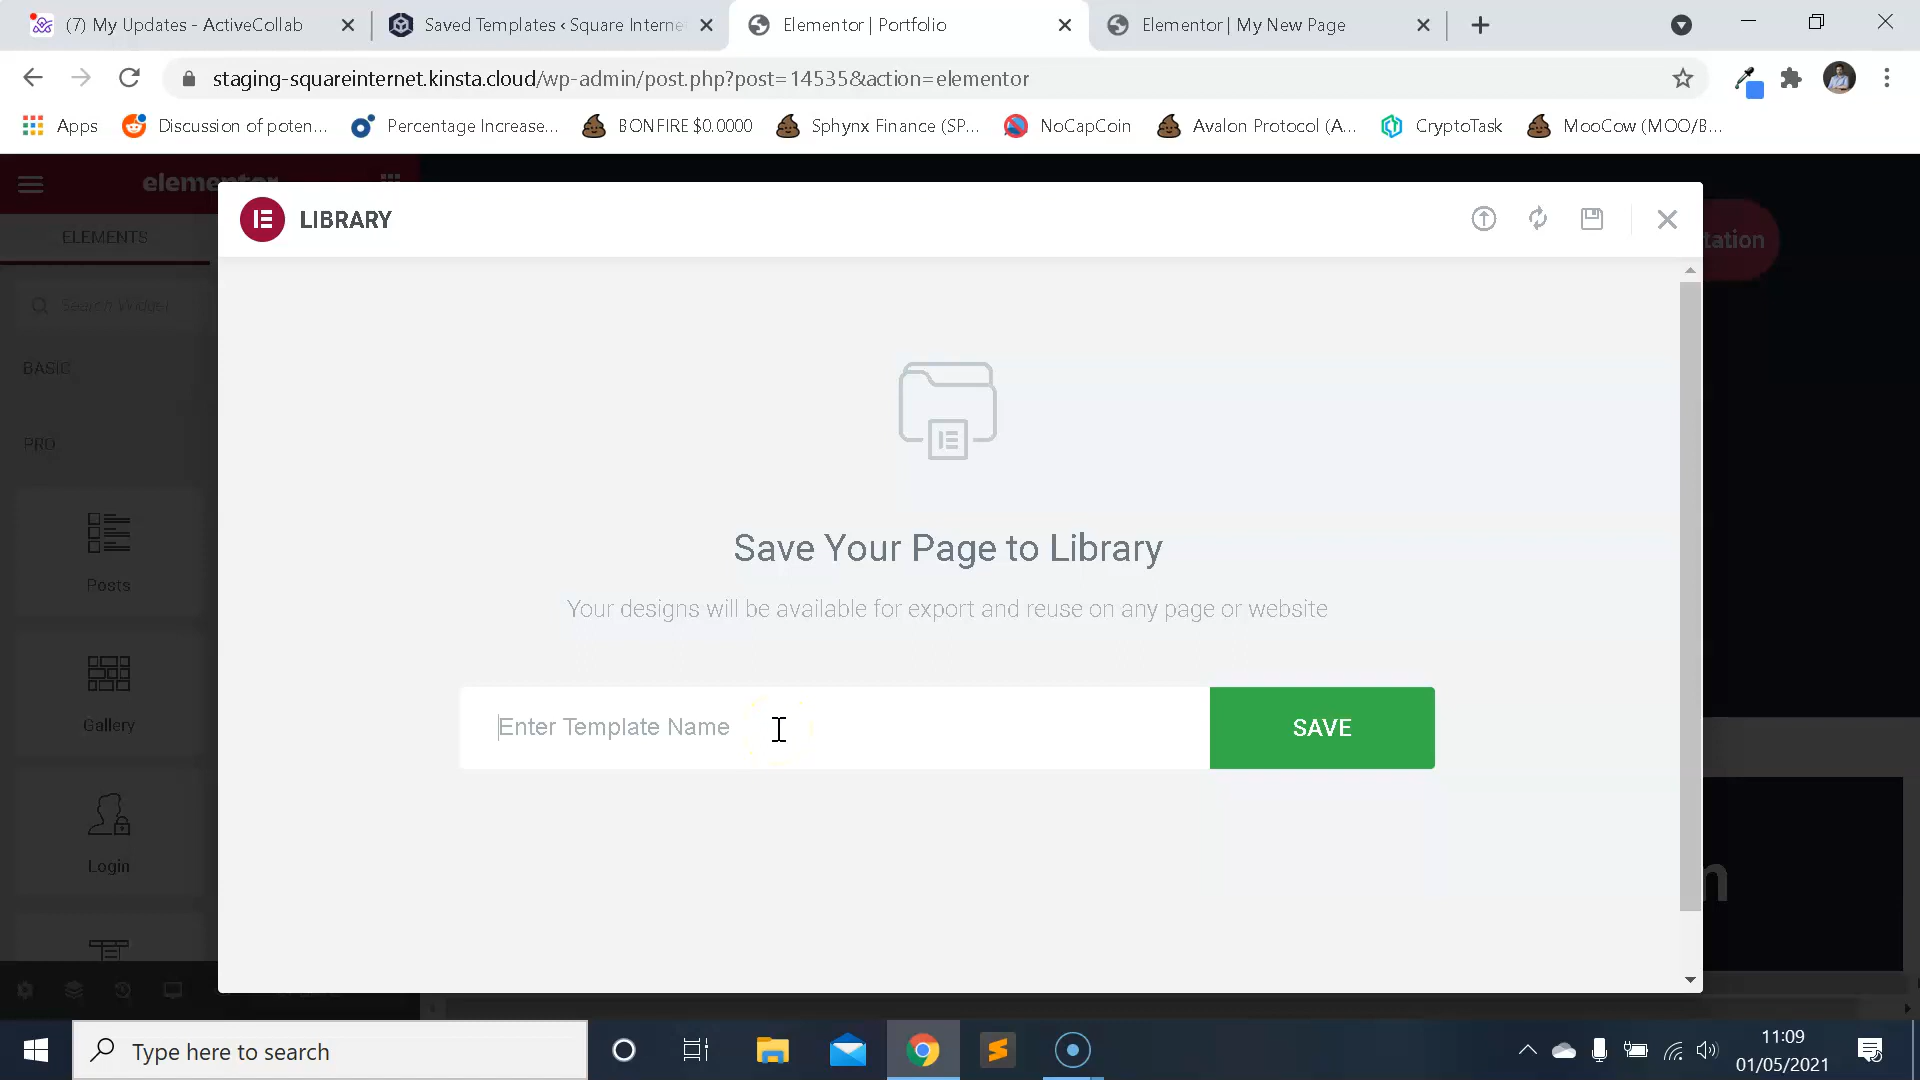 (7) My Updates - ActiveCollab
Saved Templates ‹ Square Interne
Elementor | Portfolio
Elementor | My New Page
staging-squareinternet.kinsta.cloud/wp-admin/post.php?post=14535&action=elementor
Apps
Discussion of poten...
Percentage Increase...
BONFIRE $0.0000
Sphynx Finance (SP...
NoCapCoin
Avalon Protocol (A...
CryptoTask
MooCow (MOO/B...
elementor
LIBRARY
ELEMENTS
tation
Search Widget
BASIC
PRO
Posts
Save Your Page to Library
Your designs will be available for export and reuse on any page or website
Gallery
Enter Template Name
SAVE
Login
n
Type here to search
11:09
01/05/2021